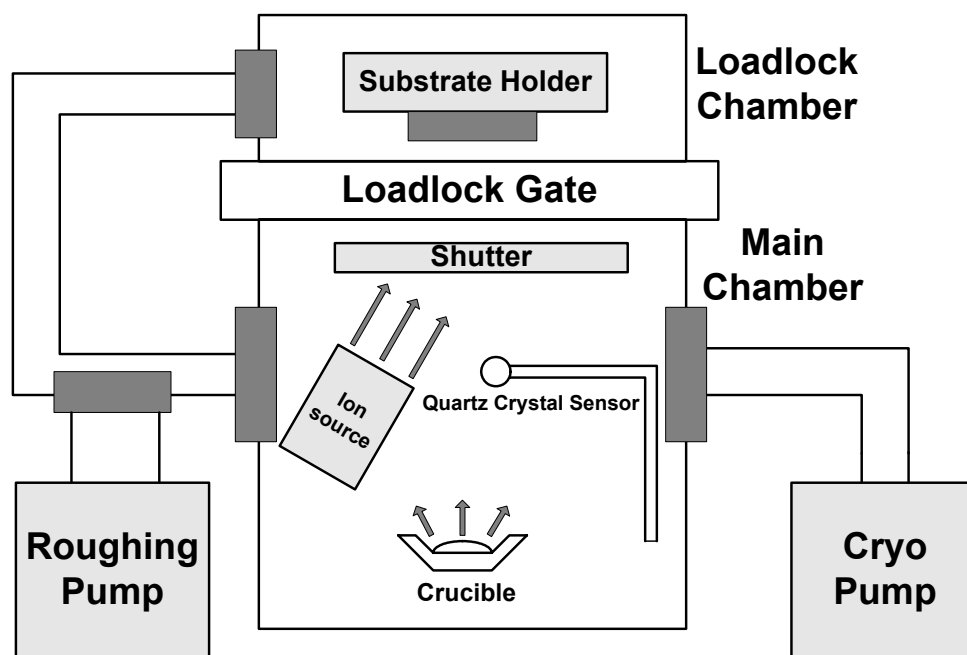 Substrate Holder
Loadlock
Chamber
Loadlock Gate
Shutter
Main
Chamber
Ion
source
Quartz Crystal Sensor
Roughing
Pump
Crucible
Cryo
Pump